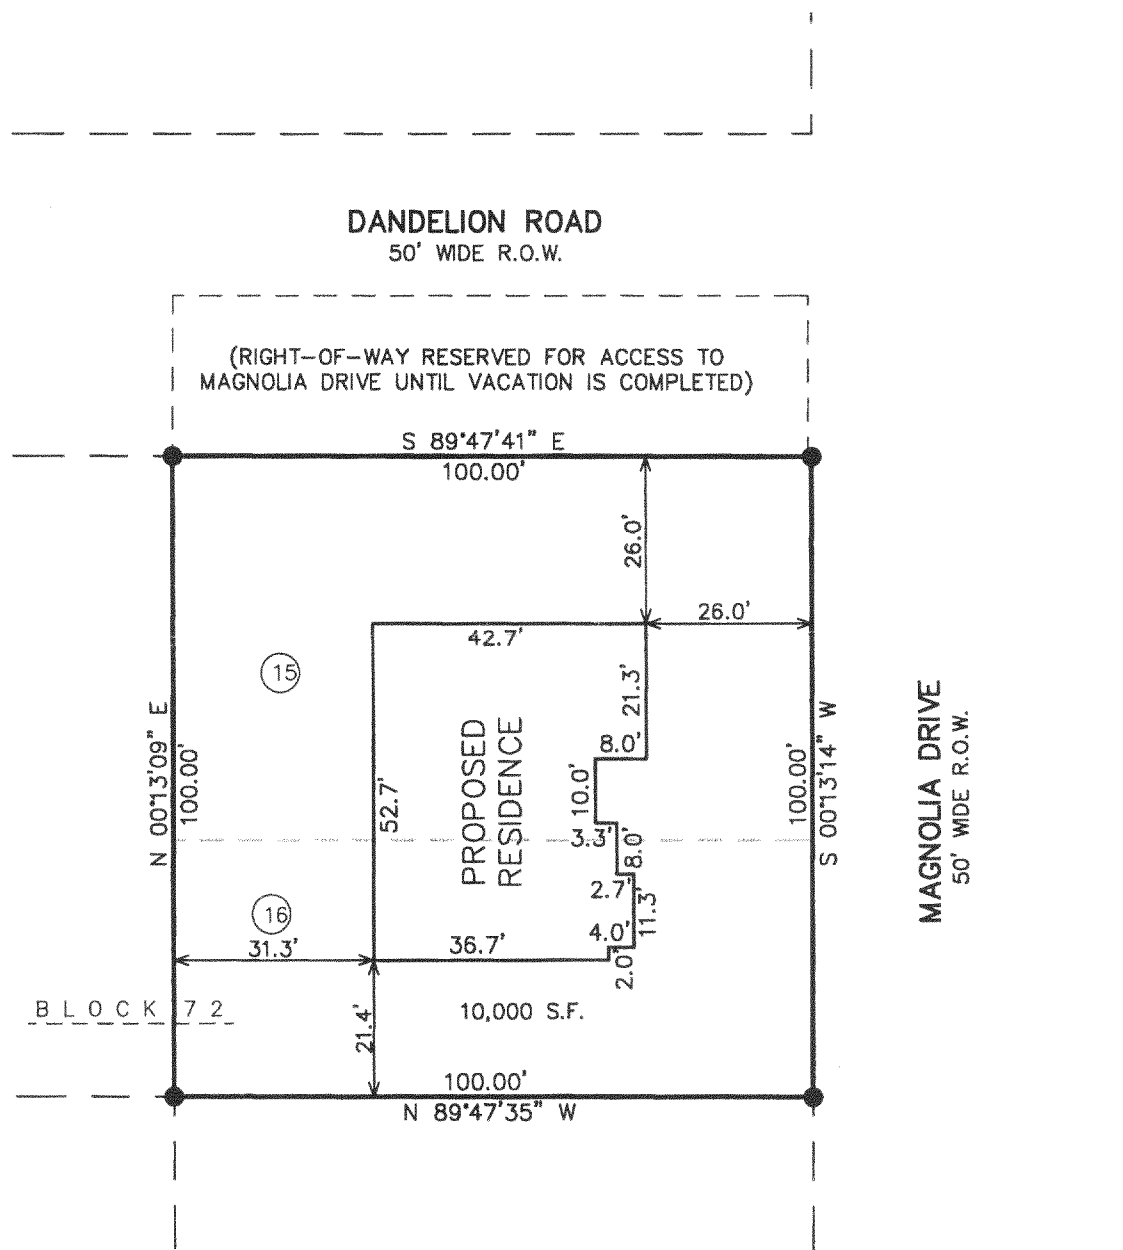 DANDELION ROAD
50' WIDE R.O.W.
(RIGHT-OF-WAY RESERVED FOR ACCESS TO
MAGNOLIA DRIVE UNTIL VACATION IS COMPLETED)
S 89°47'41" E
100.00'
26.0'
26.0'
42.7'
15
21.3'
N 00°13'09" E
100.00'
52.7'
PROPOSED
RESIDENCE
8.0'
10.0'
3.3'
8.0'
2.7'
11.3'
4.0'
2.0'
100.00'
S 00°13'14" W
MAGNOLIA DRIVE
50' WIDE R.O.W.
16
31.3'
36.7'
BLOCK 72
21.4'
10,000 S.F.
100.00'
N 89°47'35" W